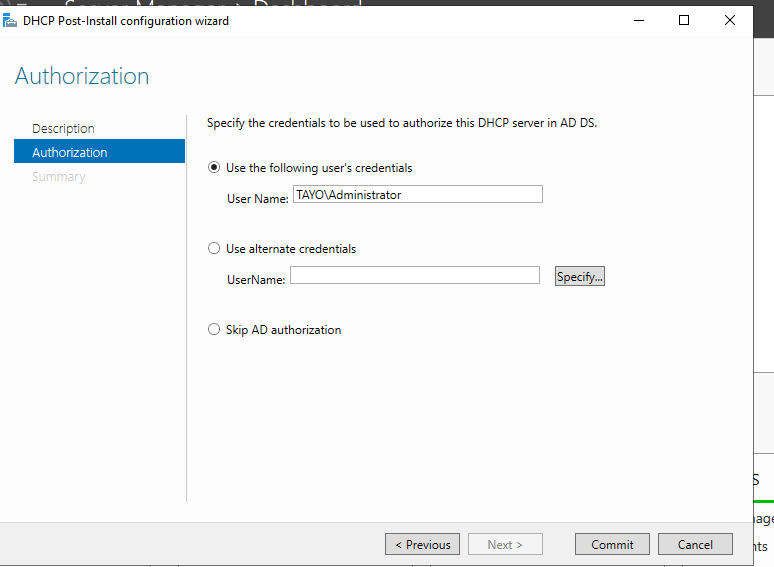 DHCP Post-Install configuration wizard
Authorization
Description
Authorization
Summary
Specify the credentials to be used to authorize this DHCP server in AD DS.
Use the following user's credentials
User Name: TAYO\Administrator
Use alternate credentials
UserName:
Specify...
Skip AD authorization
< Previous
Next >
Commit
Cancel